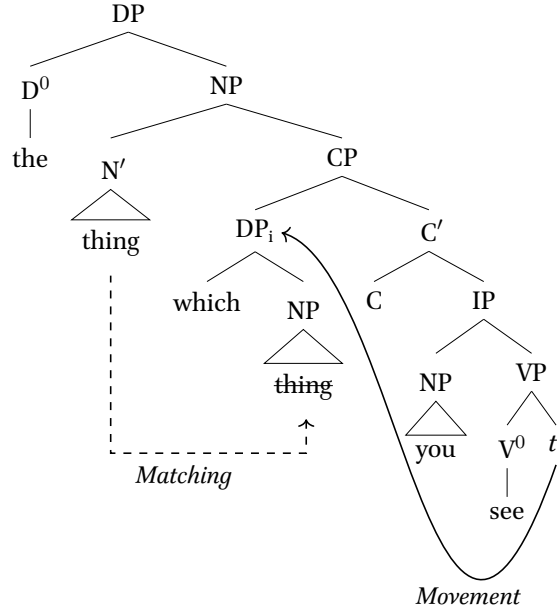 DP
D⁰ NP
the N′ CP
thing DPᵢ C′
which NP C IP
thing NP VP
you V⁰ t
Matching see
Movement